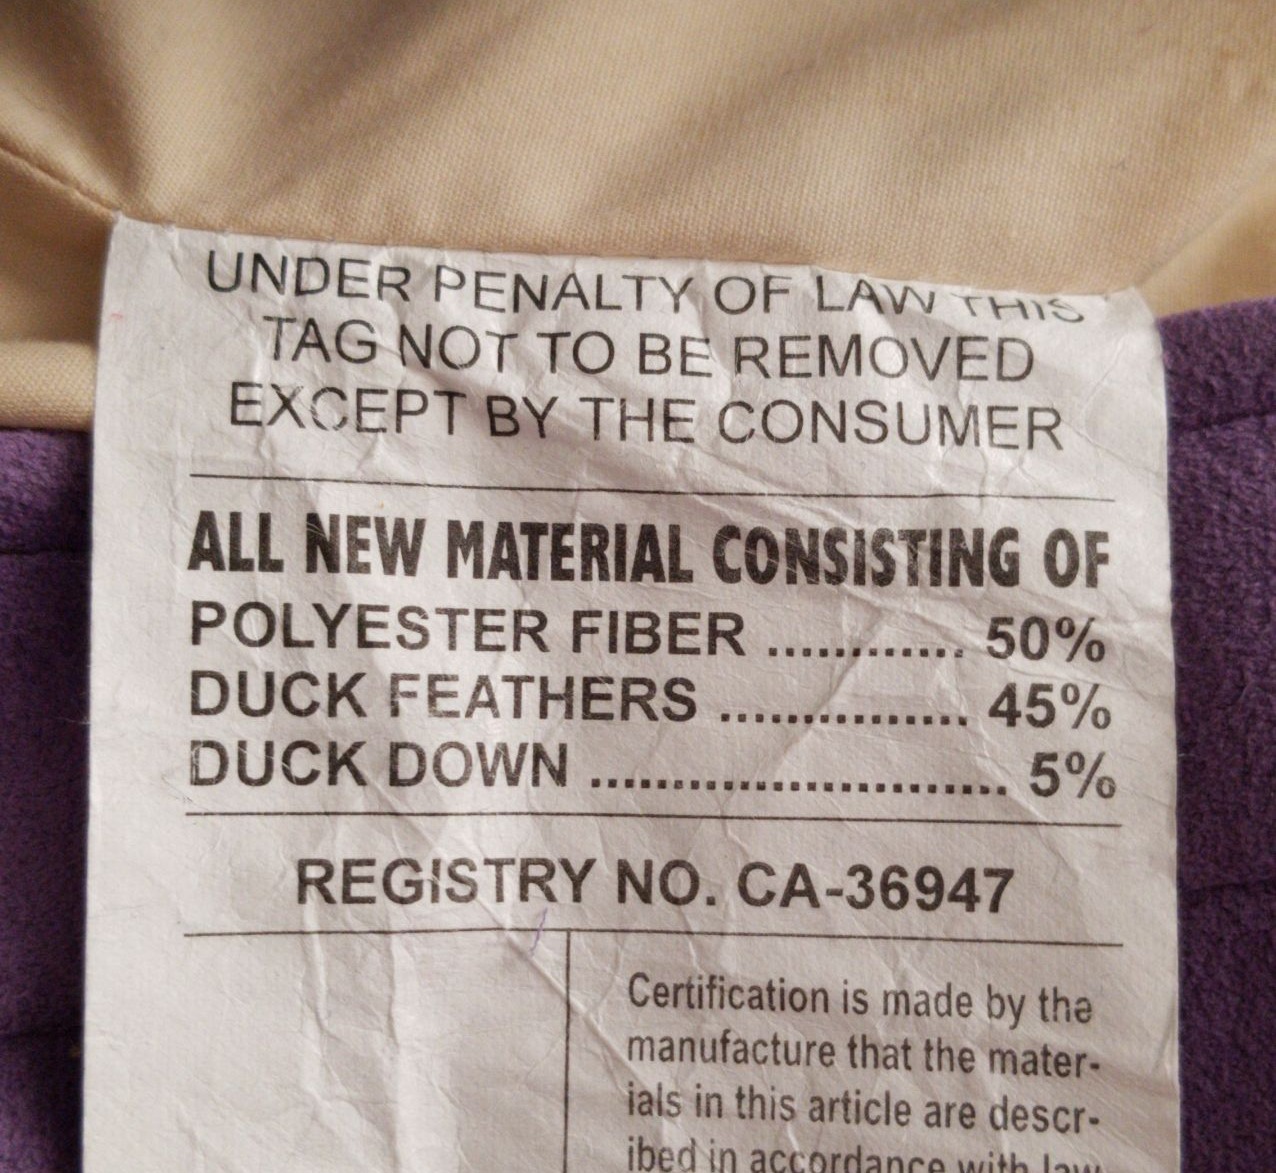 UNDER PENALTY OF LAW THIS
TAG NOT TO BE REMOVED
EXCEPT BY THE CONSUMER
ALL NEW MATERIAL CONSISTING OF
POLYESTER FIBER ............ 50%
DUCK FEATHERS ............... 45%
DUCK DOWN ......................... 5%
REGISTRY NO. CA-36947
Certification is made by the
manufacture that the mater-
ials in this article are descr-
ibed in accordance with law